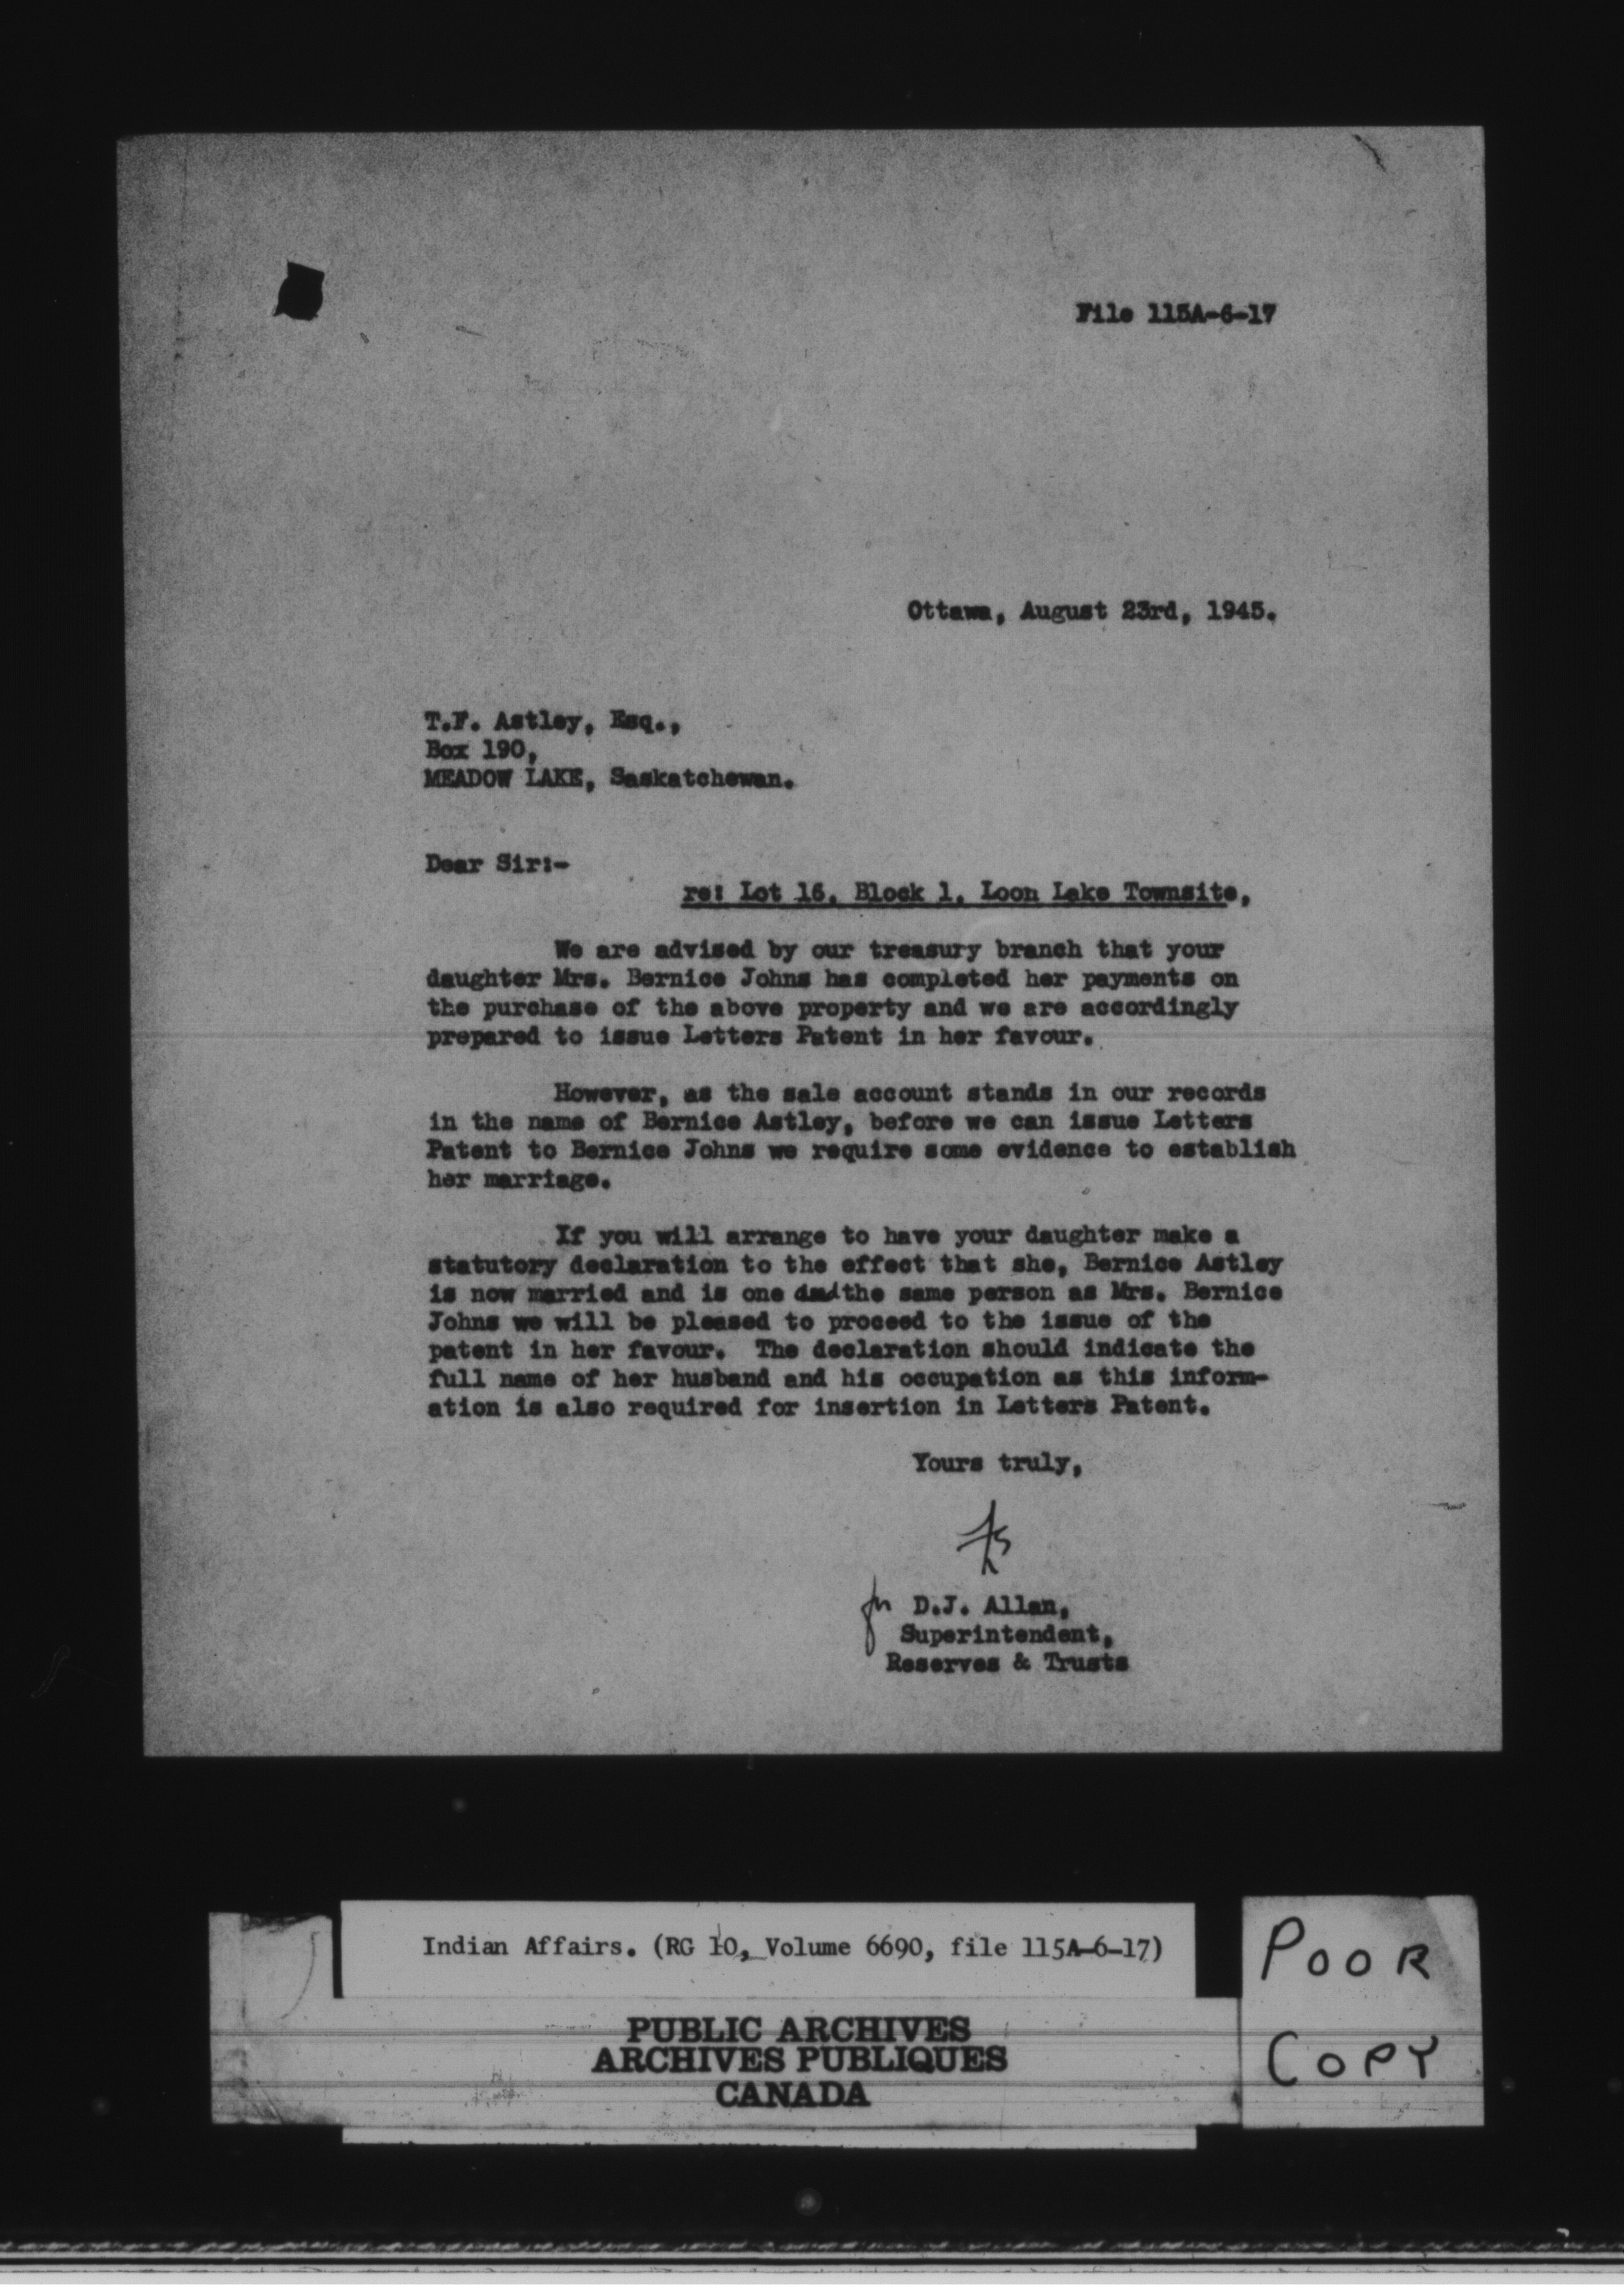 File 115A-6-17
Ottawa, August 23rd, 1945.
T.F. Astley, Esq.,
Box 190,
MEADOW LAKE, Saskatchewan.
Dear Sir:-
re: Lot 16, Block 1, Loon Lake Townsite,
We are advised by our treasury branch that your
daughter Mrs. Bernice Johns has completed her payments on
the purchase of the above property and we are accordingly
prepared to issue Letters Patent in her favour.
However, as the sale account stands in our records
in the name of Bernice Astley, before we can issue Letters
Patent to Bernice Johns we require some evidence to establish
her marriage.
If you will arrange to have your daughter make a
statutory declaration to the effect that she, Bernice Astley
is now married and is one and the same person as Mrs. Bernice
Johns we will be pleased to proceed to the issue of the
patent in her favour. The declaration should indicate the
full name of her husband and his occupation as this inform-
ation is also required for insertion in Letters Patent.
Yours truly,
for D.J. Allan,
Superintendent,
Reserves & Trusts
Indian Affairs. (RG 10, Volume 6690, file 115A-6-17)
PUBLIC ARCHIVES
ARCHIVES PUBLIQUES
CANADA
POOR
COPY